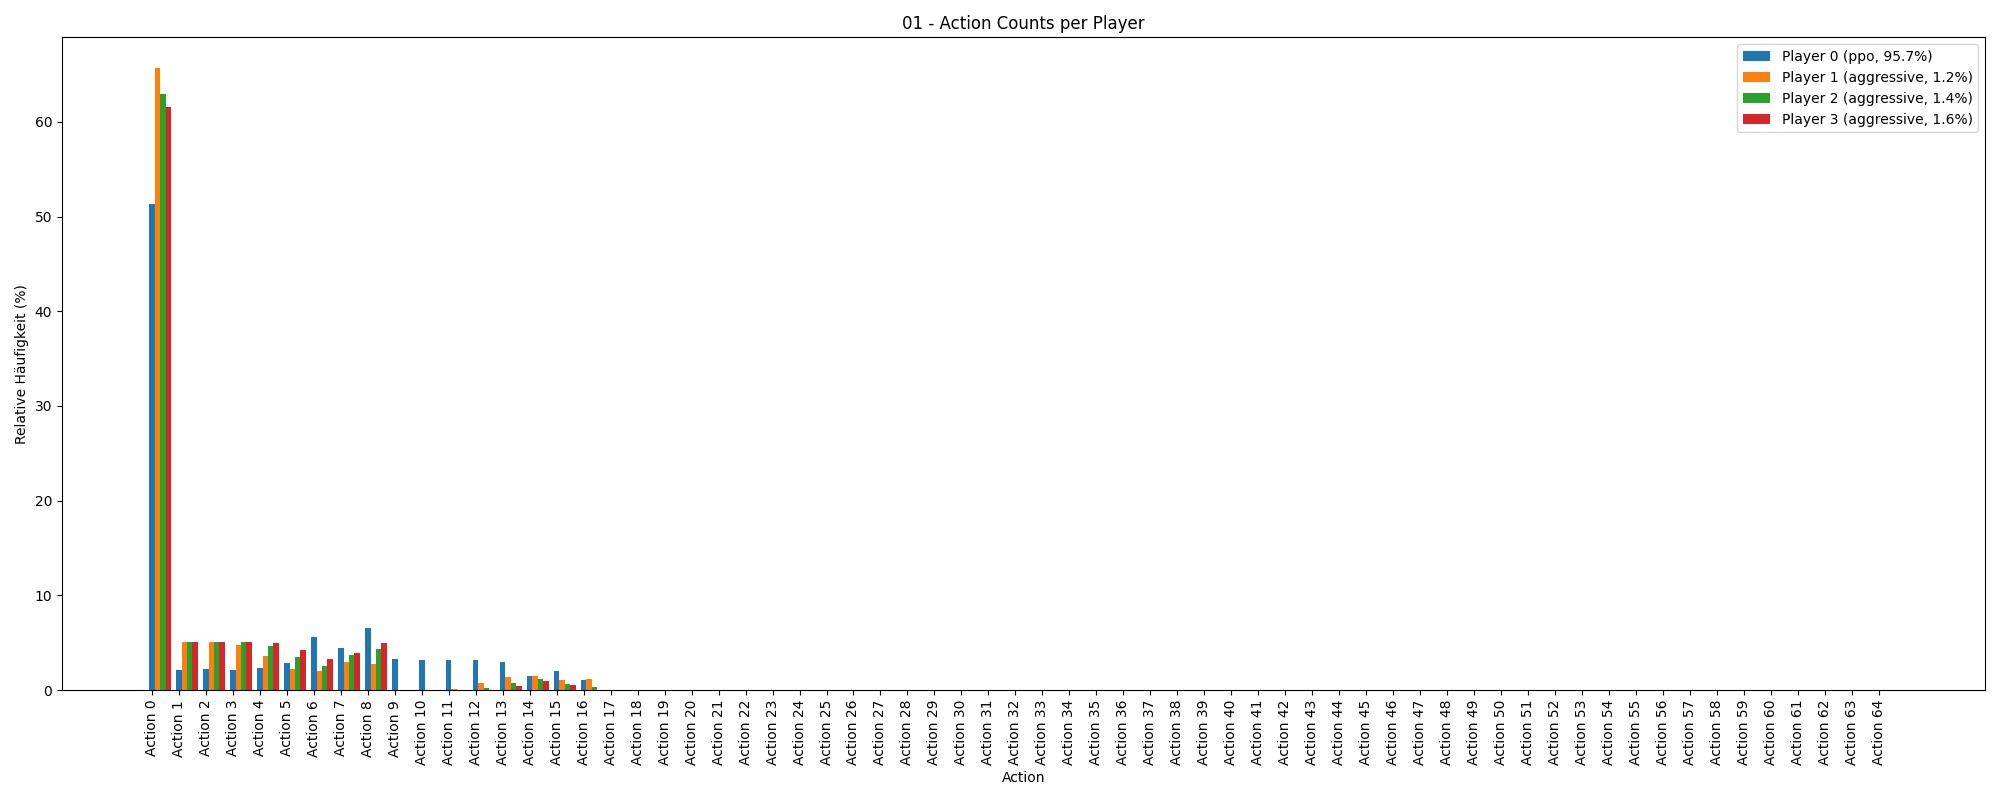 01 - Action Counts per Player
Player 0 (ppo, 95.7%)
Player 1 (aggressive, 1.2%)
Player 2 (aggressive, 1.4%)
Player 3 (aggressive, 1.6%)
Relative Häufigkeit (%)
60
50
40
30
20
10
0
Action 0
Action 1
Action 2
Action 3
Action 4
Action 5
Action 6
Action 7
Action 8
Action 9
Action 10
Action 11
Action 12
Action 13
Action 14
Action 15
Action 16
Action 17
Action 18
Action 19
Action 20
Action 21
Action 22
Action 23
Action 24
Action 25
Action 26
Action 27
Action 28
Action 29
Action 30
Action 31
Action 32
Action 33
Action 34
Action 35
Action 36
Action 37
Action 38
Action 39
Action 40
Action 41
Action 42
Action 43
Action 44
Action 45
Action 46
Action 47
Action 48
Action 49
Action 50
Action 51
Action 52
Action 53
Action 54
Action 55
Action 56
Action 57
Action 58
Action 59
Action 60
Action 61
Action 62
Action 63
Action 64
Action